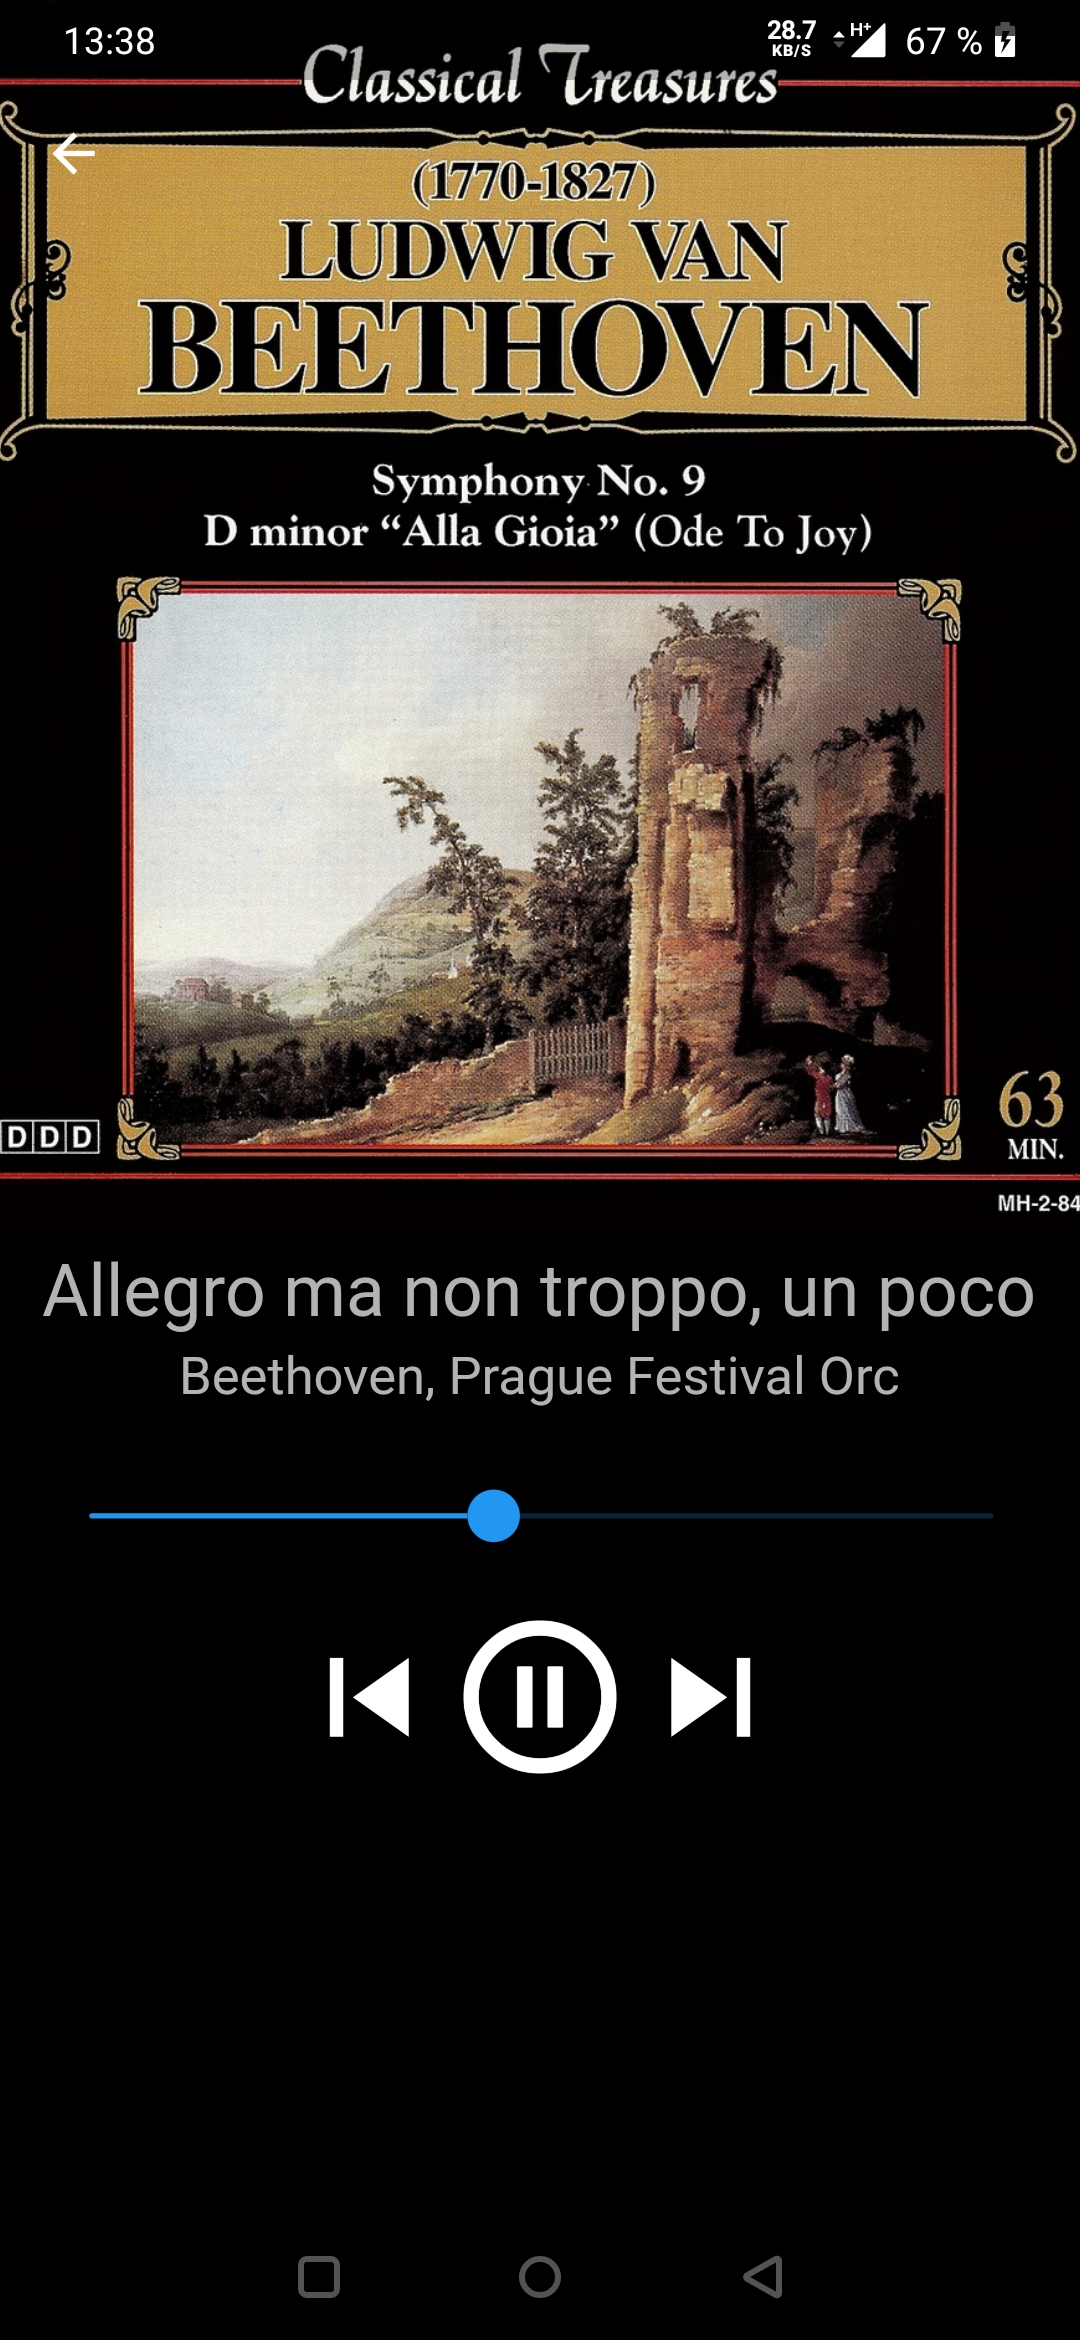 13:38
28.7
KB/S
H+
67 %
Classical Treasures
(1770-1827)
LUDWIG VAN
BEETHOVEN
Symphony No. 9
D minor “Alla Gioia” (Ode To Joy)
DDD
63
MIN.
MH-2-84
Allegro ma non troppo, un poco
Beethoven, Prague Festival Orc